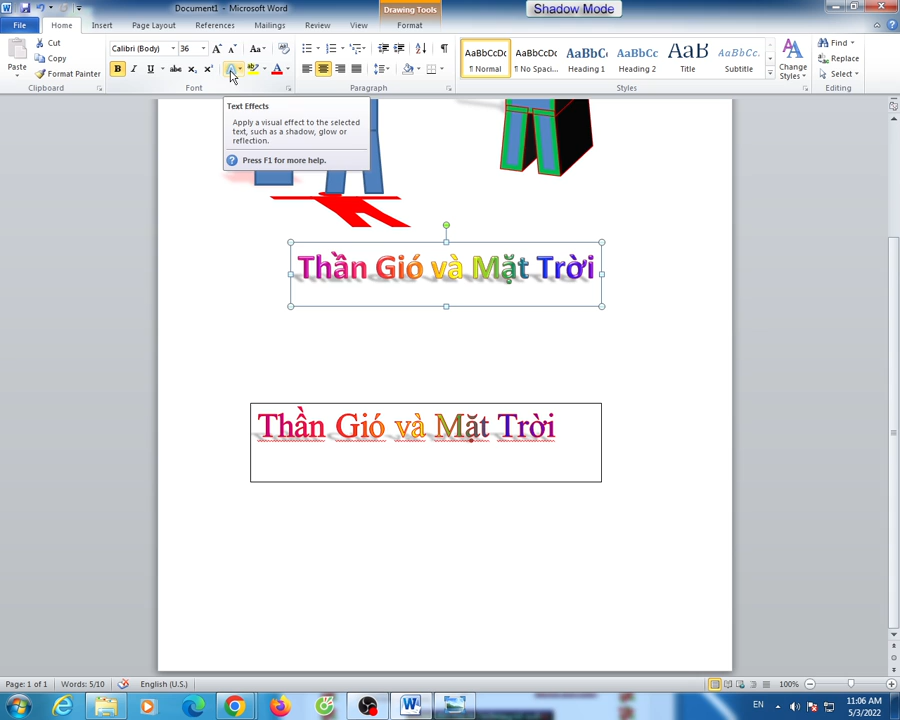 Document1 - Microsoft Word
Drawing Tools
Shadow Mode
File Home Insert Page Layout References Mailings Review View Format
Paste
Cut
Copy
Format Painter
Clipboard
Calibri (Body) 36
Font
Paragraph
AaBbCcDc AaBbCcDc AaBbC AaBbCc AaB AaBbCc.
¶ Normal ¶ No Spaci... Heading 1 Heading 2 Title Subtitle
Styles
Change Styles
Find
Replace
Select
Editing
Text Effects
Apply a visual effect to the selected
text, such as a shadow, glow or
reflection.
Press F1 for more help.
Thần Gió và Mặt Trời
Thần Gió và Mặt Trời
Page: 1 of 1 Words: 5/10 English (U.S.) 100%
EN
11:06 AM
5/3/2022